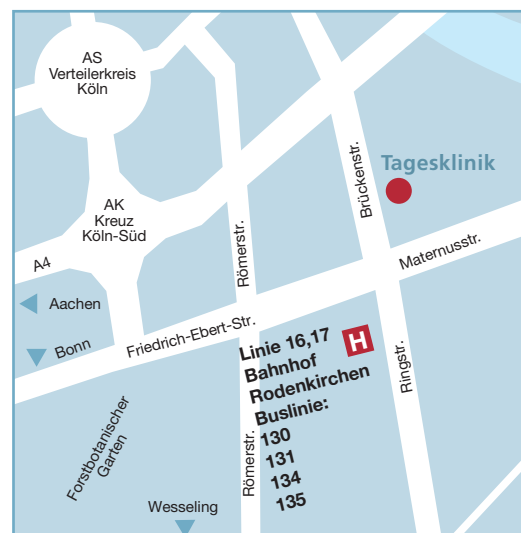 AS
Verteilerkreis
Köln
Tagesklinik
Brückenstr.
AK
Kreuz
Köln-Süd
Maternusstr.
A4
Römerstr.
Aachen
Friedrich-Ebert-Str.
Bonn
Linie 16,17
H
Bahnhof
Rodenkirchen
Buslinie:
130
131
134
135
Ringstr.
Forstbotanischer
Garten
Römerstr.
Wesseling